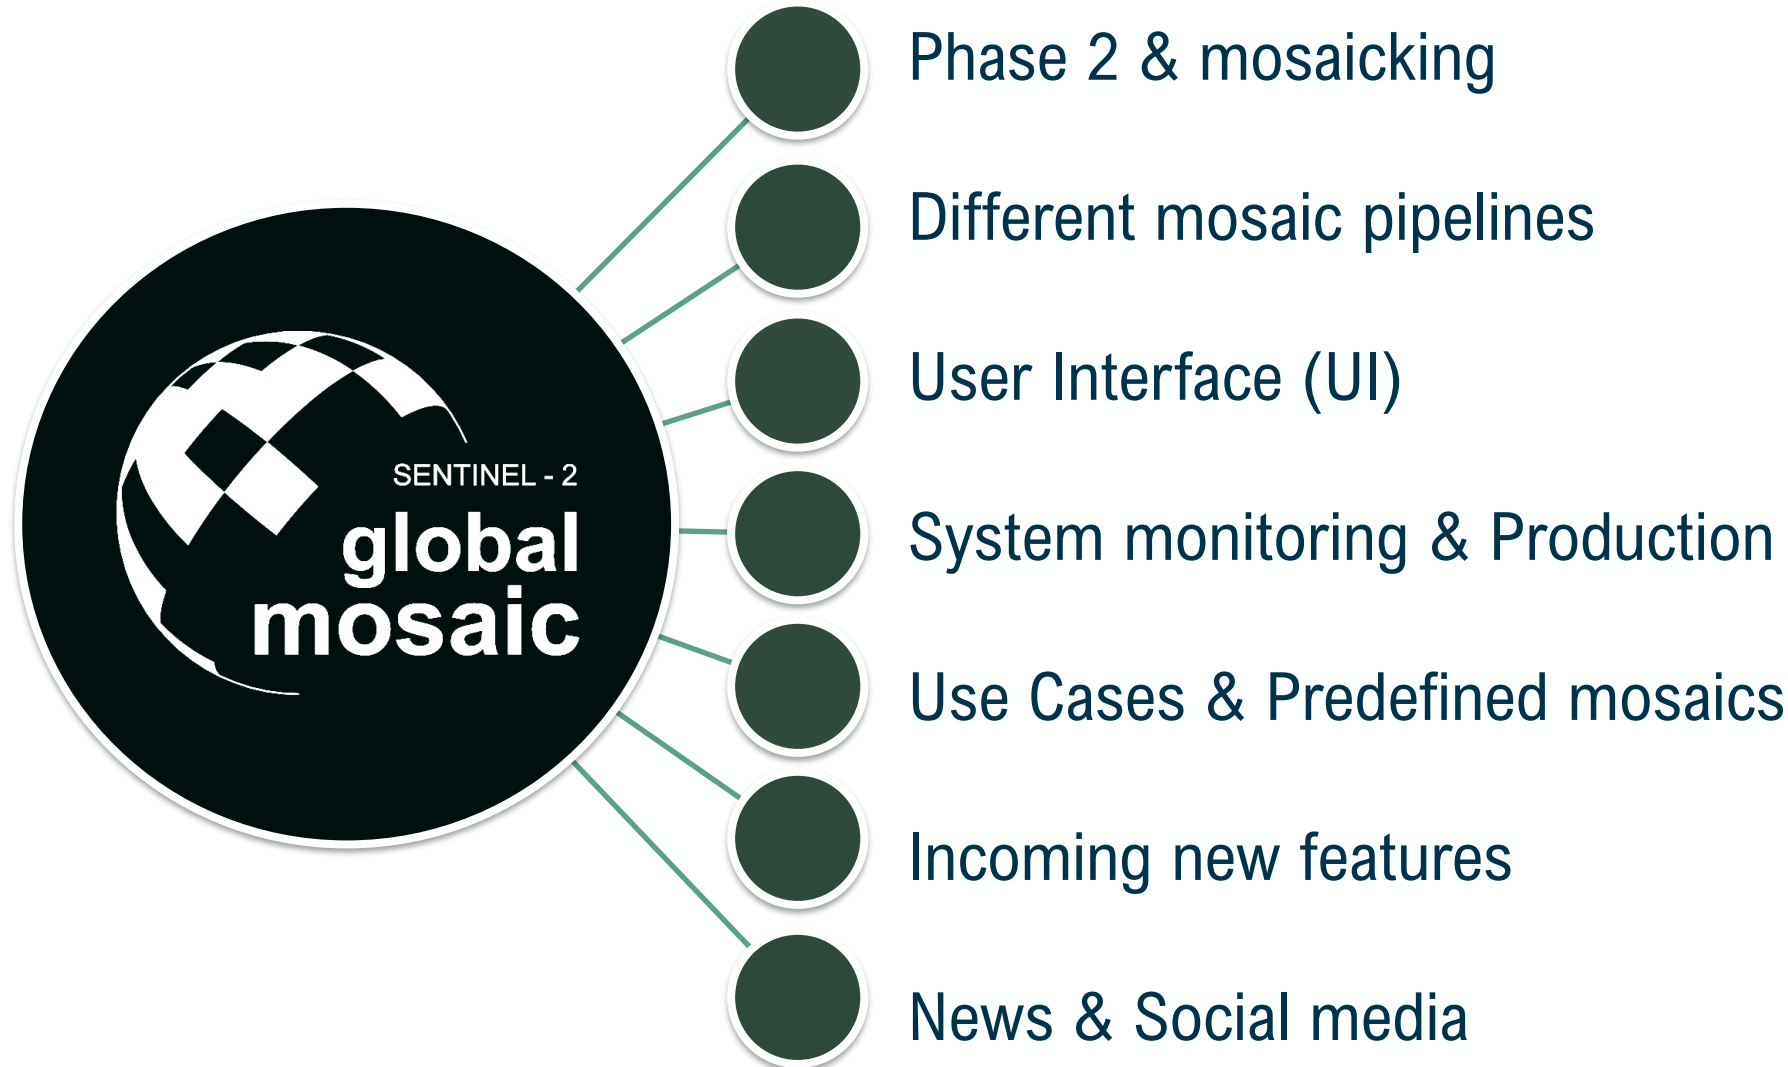 SENTINEL - 2
global
mosaic
Phase 2 & mosaicking
Different mosaic pipelines
User Interface (UI)
System monitoring & Production
Use Cases & Predefined mosaics
Incoming new features
News & Social media